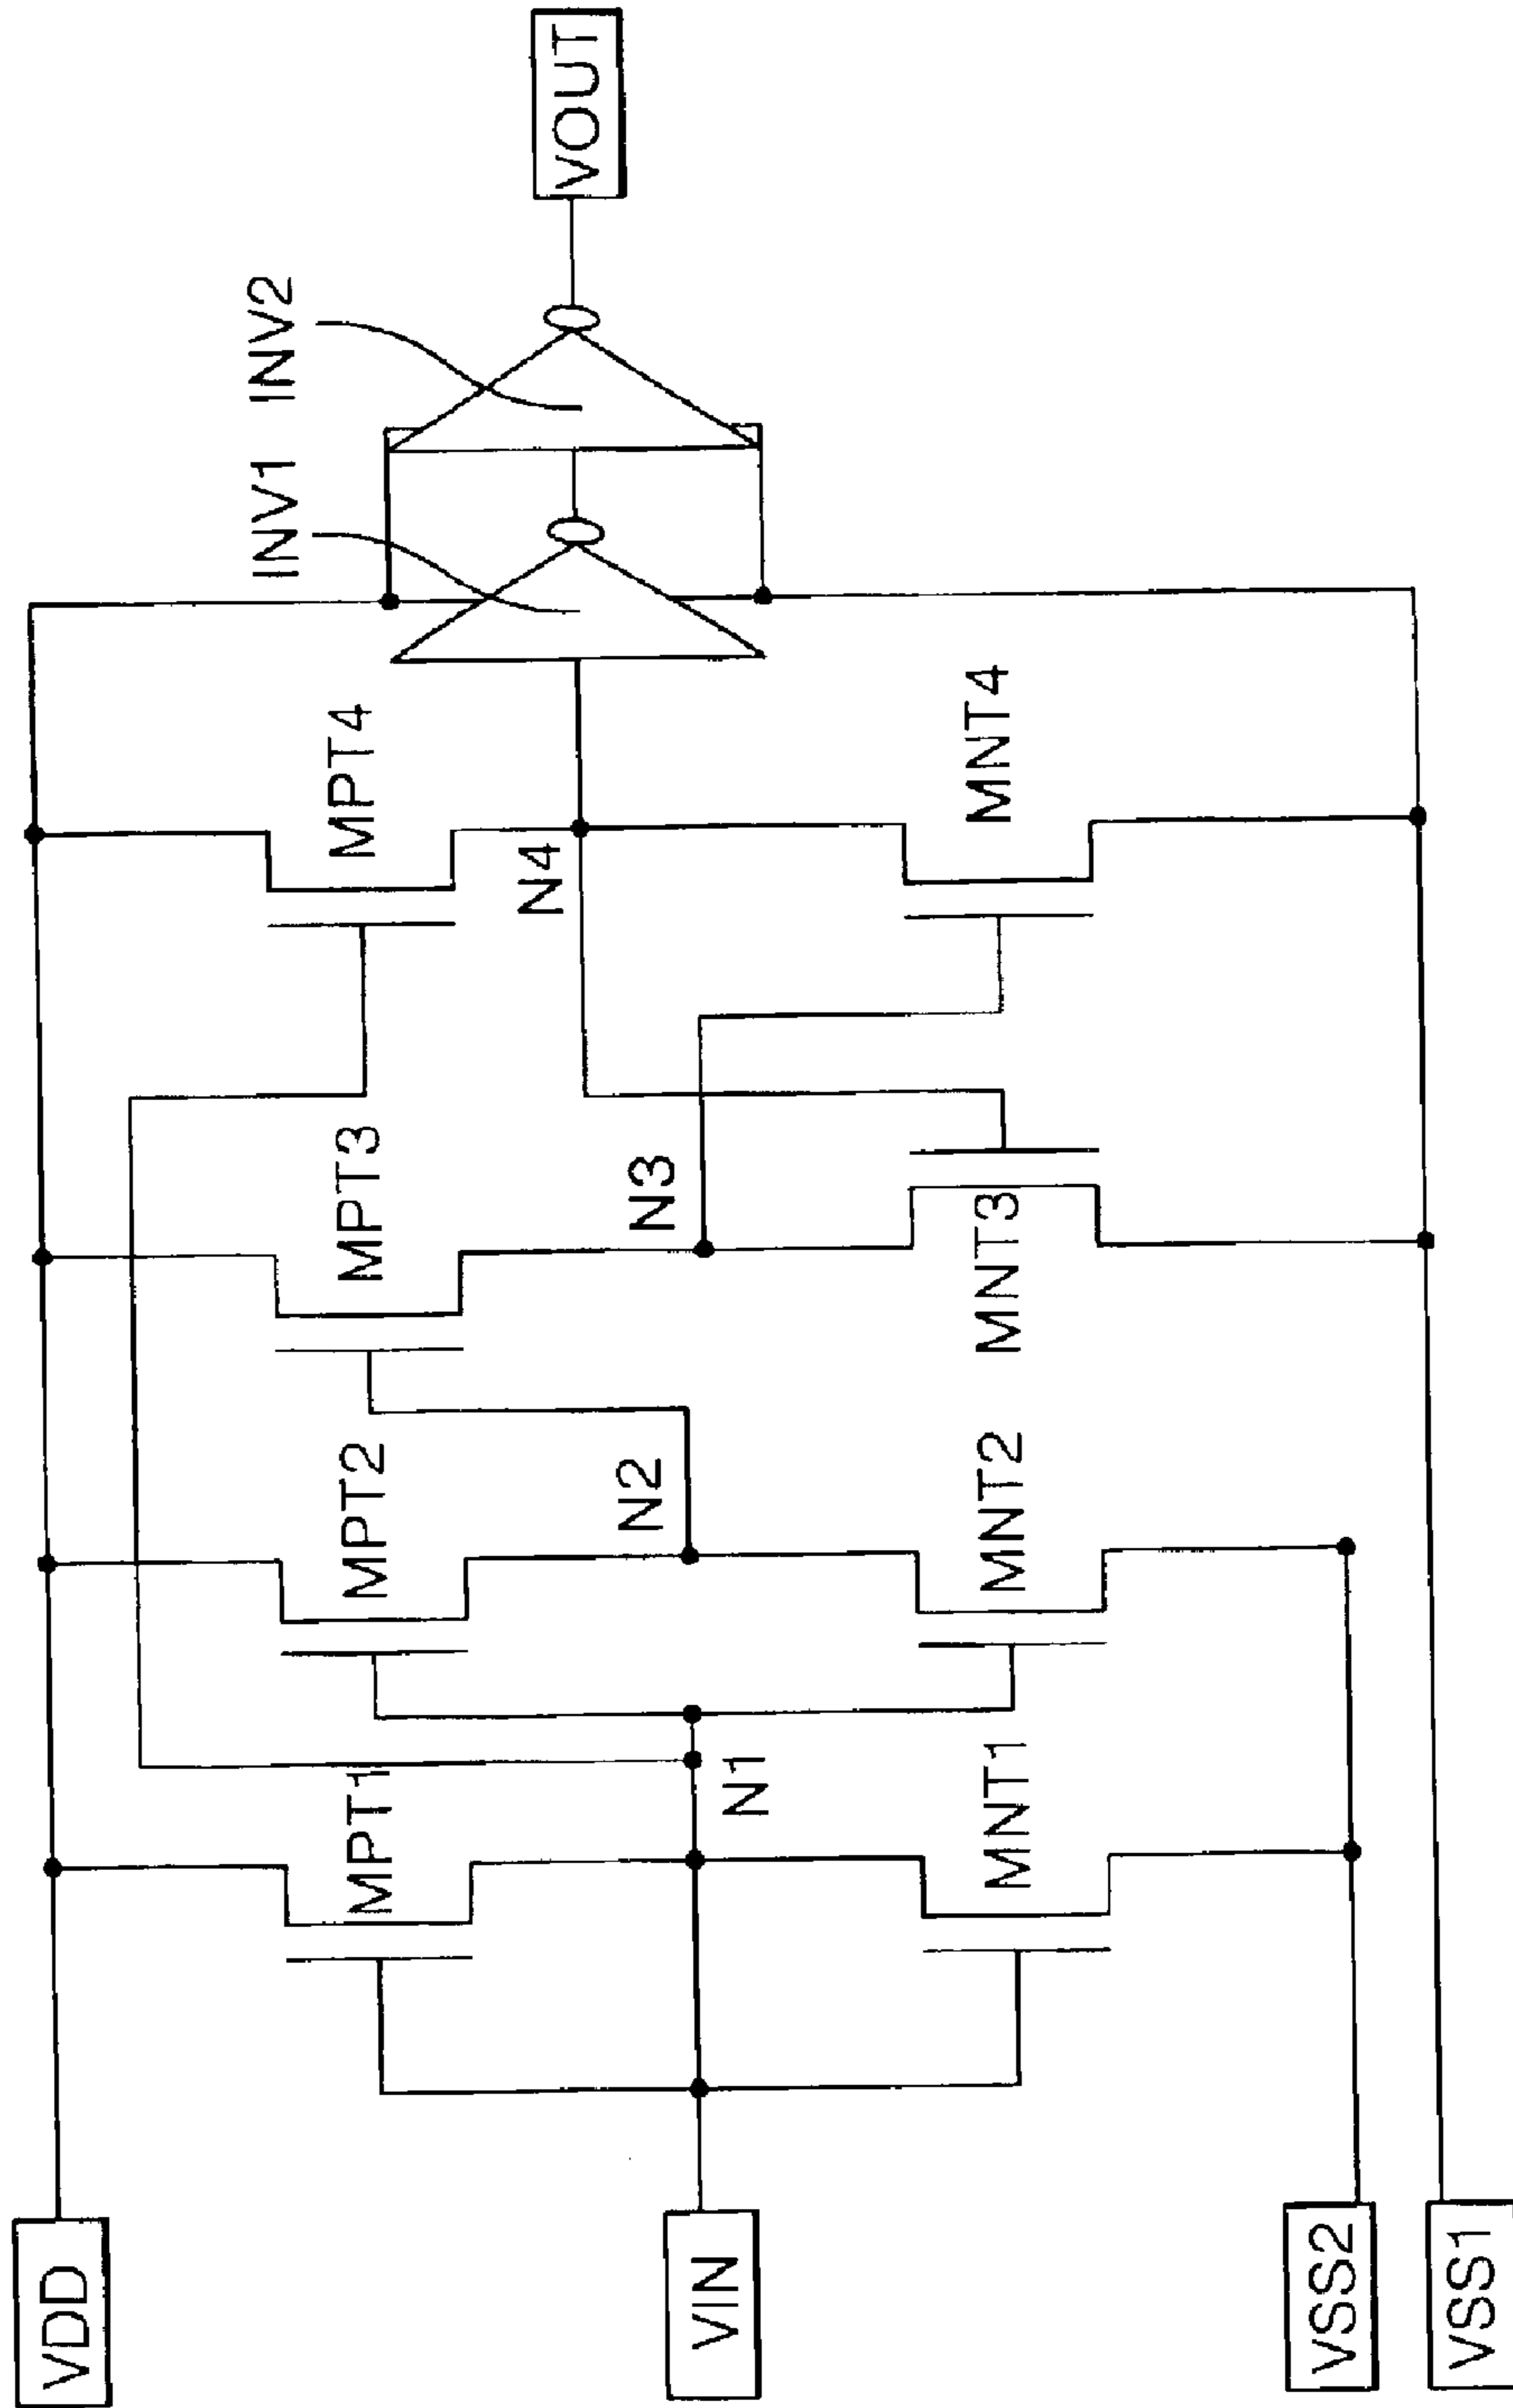 VDD
VIN
VSS2
VSS1
MPT1
MNT1
N1
MPT2
N2
MNT2
MPT3
N3
MNT3
MPT4
N4
MNT4
INV1
INV2
VOUT